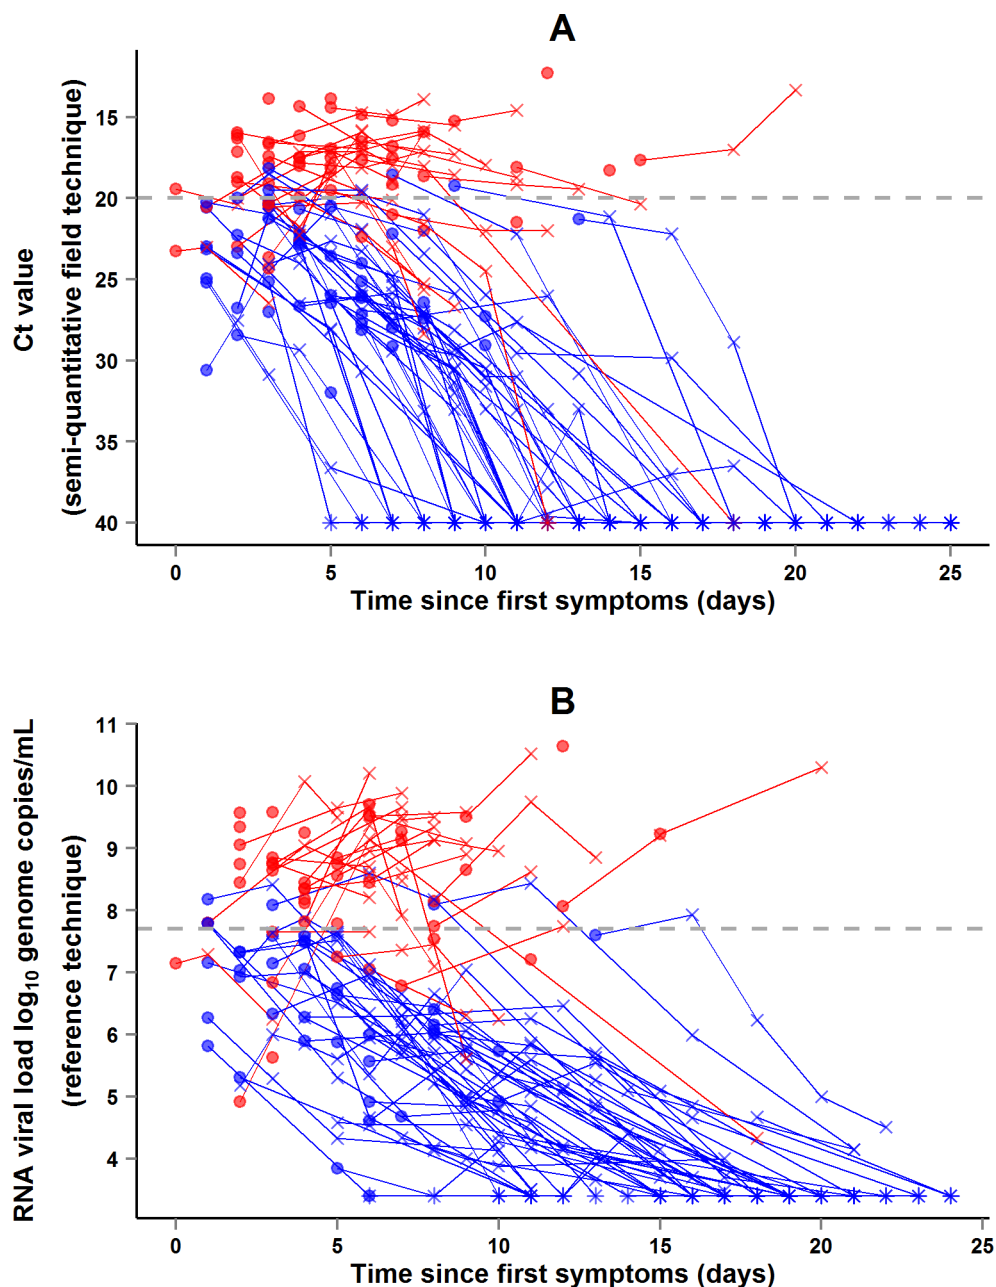 A
Ct value
(semi-quantitative field technique)
15
20
25
30
35
40
0 5 10 15 20 25
Time since first symptoms (days)
B
RNA viral load log10 genome copies/mL
(reference technique)
11
10
9
8
7
6
5
4
0 5 10 15 20 25
Time since first symptoms (days)